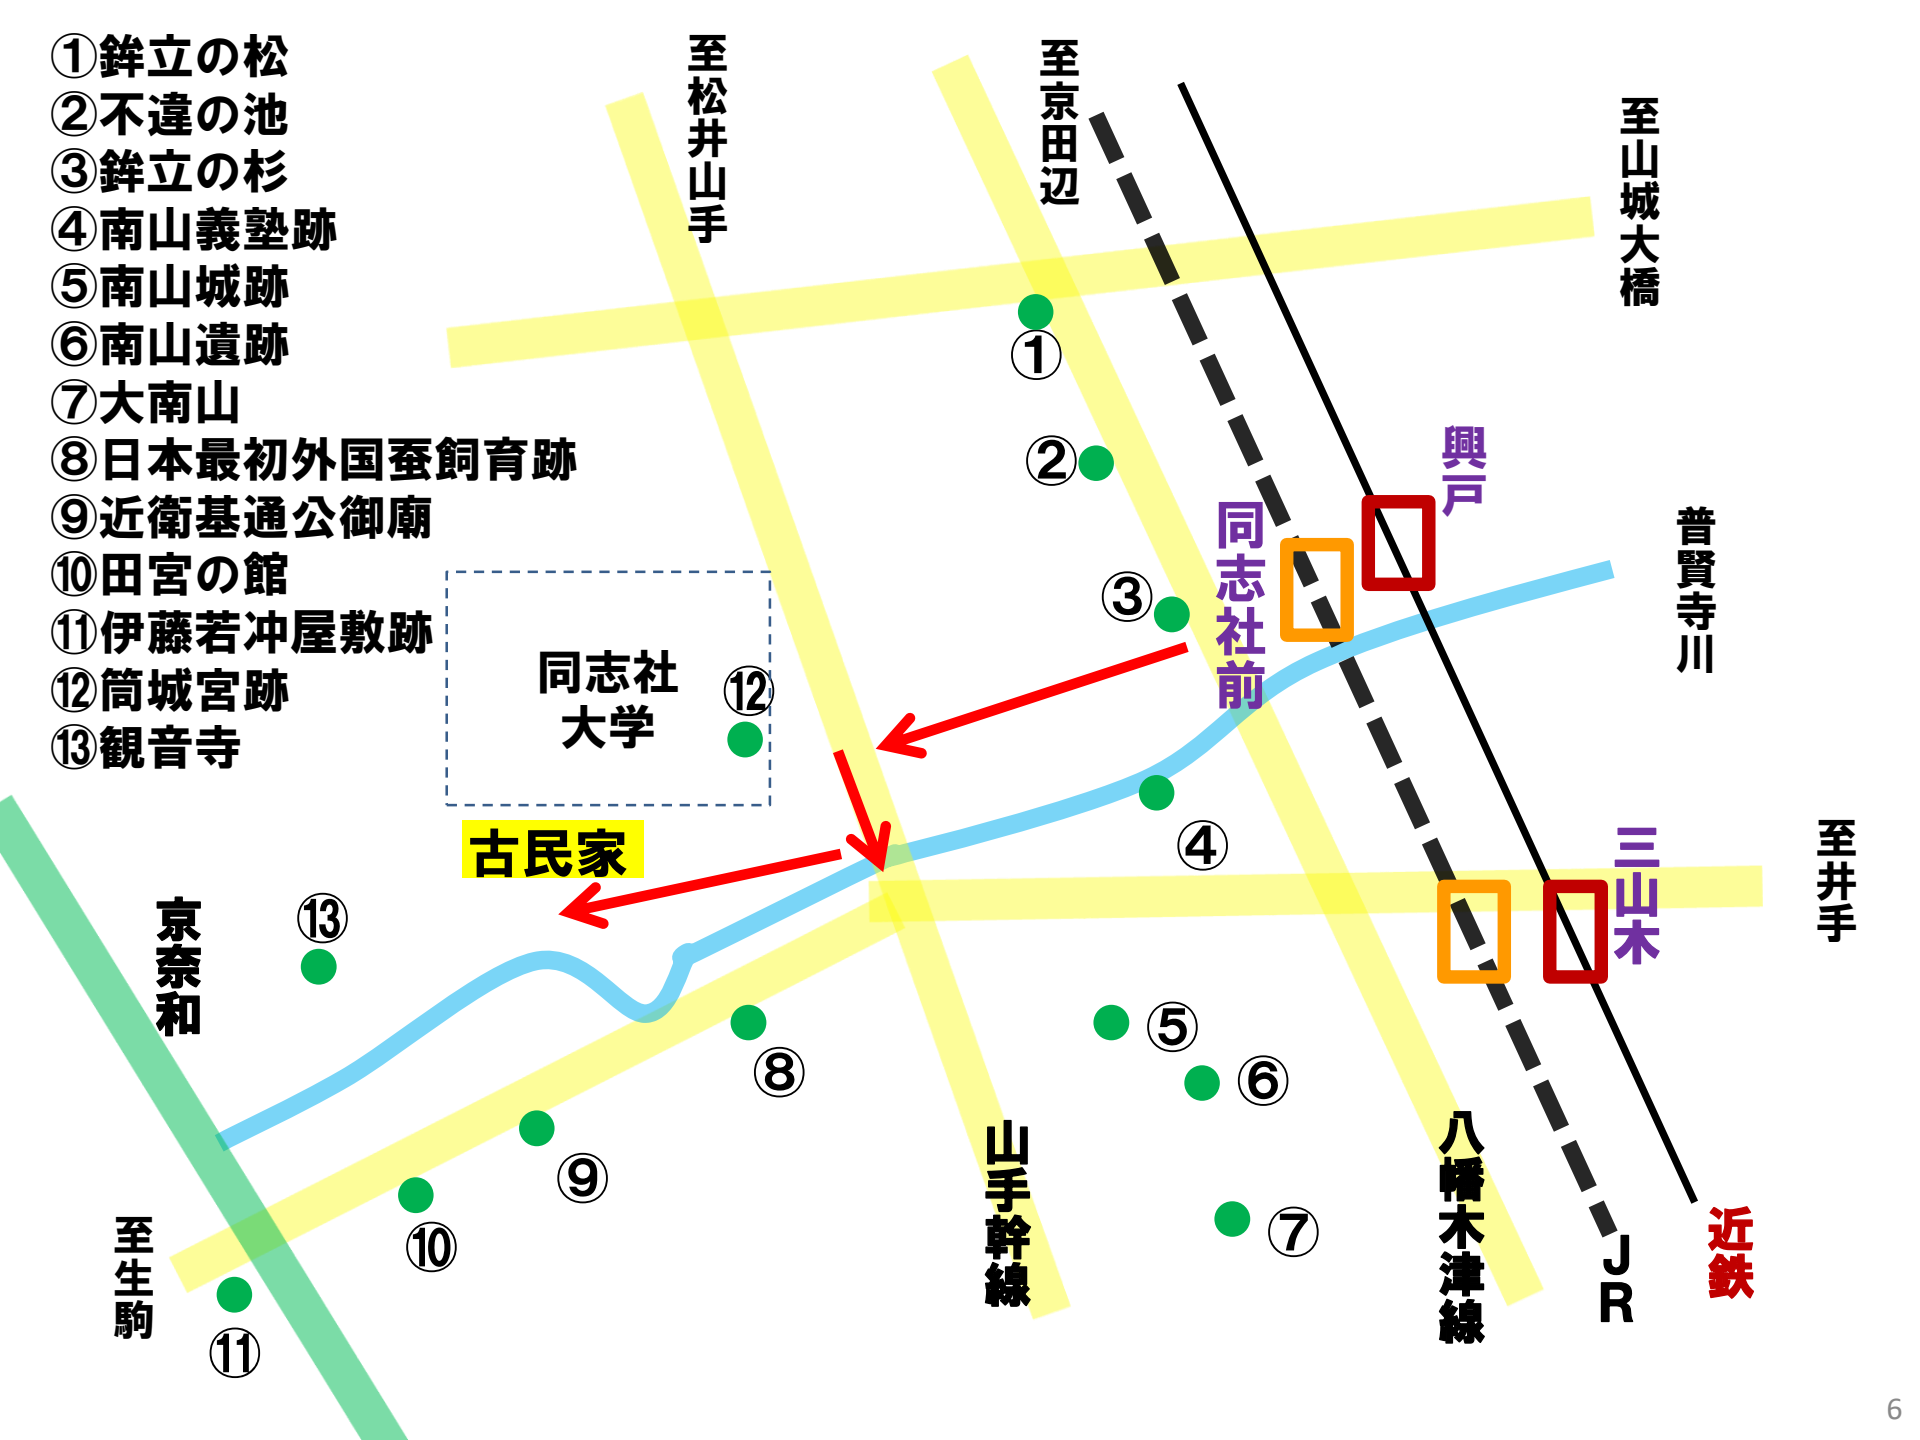 ①鉾立の松
②不違の池
③鉾立の杉
④南山義塾跡
⑤南山城跡
⑥南山遺跡
⑦大南山
⑧日本最初外国蚕飼育跡
⑨近衛基通公御廟
⑩田宮の館
⑪伊藤若冲屋敷跡
⑫筒城宮跡
⑬観音寺
至松井山手
至京田辺
至山城大橋
①
②
興戸
同志社前
普賢寺川
③
同志社
大学
⑫
④
古民家
三山木
至井手
京奈和
⑬
⑤
⑥
⑧
⑨
⑦
山手幹線
八幡木津線
JR
近鉄
⑩
至生駒
⑪
6